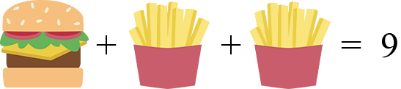 + + = 9